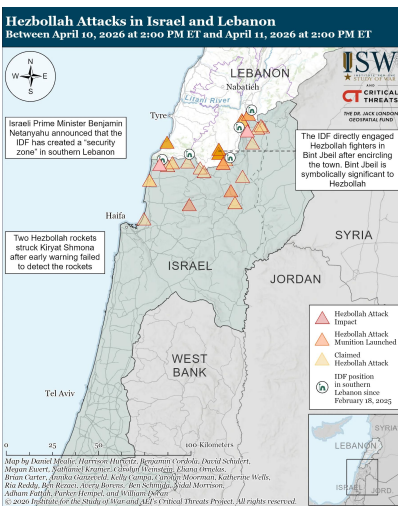 Hezbollah Attacks in Israel and Lebanon
Between April 10, 2026 at 2:00 PM ET and April 11, 2026 at 2:00 PM ET
N
W E
S
LEBANON
Nabatieh
Litani River
Tyre
ISW
INSTITUTE FOR THE
STUDY OF WAR
CT CRITICAL
THREATS
THE DR. JACK LONDON
GEOSPATIAL FUND
Israeli Prime Minister Benjamin
Netanyahu announced that the
IDF has created a "security
zone" in southern Lebanon
The IDF directly engaged
Hezbollah fighters in
Bint Jbeil after encircling
the town. Bint Jbeil is
symbolically significant to
Hezbollah
Haifa
Two Hezbollah rockets
struck Kiryat Shmona
after early warning failed
to detect the rockets
SYRIA
ISRAEL
JORDAN
WEST
BANK
Tel Aviv
Hezbollah Attack
Impact
Hezbollah Attack
Munition Launched
Claimed
Hezbollah Attack
IDF position
in southern
Lebanon since
February 18, 2025
0 25 50 100 Kilometers
SYRIA
LEBANON
ISRAEL
JORD.
Map by Daniel Mealie, Harrison Hurwitz, Benjamin Cordola, David Schulert,
Megan Ewert, Nathaniel Kramer, Carolyn Weinstein, Eliana Ornelas,
Brian Carter, Annika Ganzeveld, Kelly Campa, Carolyn Moorman, Katherine Wells,
Ria Reddy, Ben Rezaei, Avery Borens, Ben Schmida, Nidal Morrison,
Adham Fattah, Parker Hempel, and William Doran
© 2026 Institute for the Study of War and AEI's Critical Threats Project. All rights reserved.